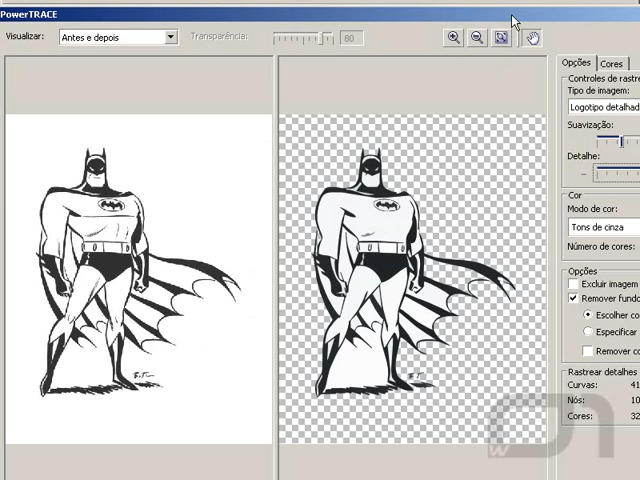 PowerTRACE
Visualizar: Antes e depois Transparência: 80
Opções Cores
Controles de rastre
Tipo de imagem:
Logotipo detalhad
Suavização:
Detalhe:
Cor
Modo de cor:
Tons de cinza
Número de cores:
Opções
Excluir imagem
Remover fundo
Escolher co
Especificar
Remover co
Rastrear detalhes
Curvas: 41
Nós: 10
Cores: 32